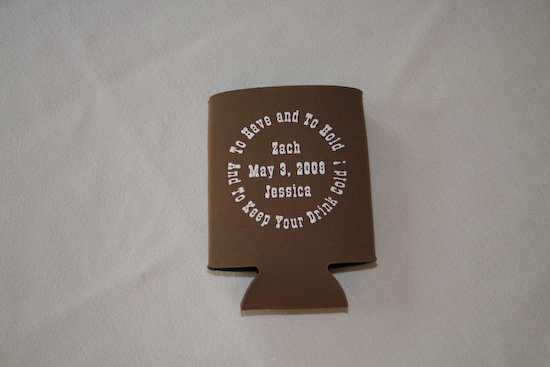 To Have and To Hold
Zach
May 3, 2008
Jessica
and To Keep Your Drink Cold !